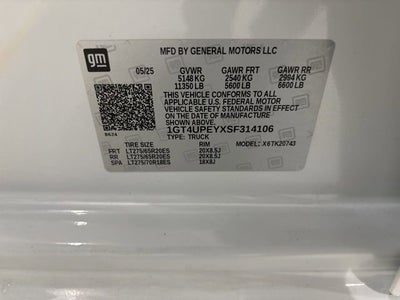 gm
MFD BY GENERAL MOTORS LLC
05/25 GVWR GAWR FRT GAWR RR
5148 KG 2540 KG 2994 KG
11350 LB 5600 LB 6600 LB
THIS VEHICLE CONFORMS TO ALL
APPLICABLE U.S. FEDERAL MOTOR
VEHICLE SAFETY STANDARDS IN EFFECT
ON THE DATE OF MANUFACTURE
SHOWN ABOVE.
1GT4UPEYXSF314106
TYPE: TRUCK
B624
TIRE SIZE RIM MODEL: X6TK20743
FRT LT275/65R20ES 20X8.5J
RR LT275/65R20ES 20X8.5J
SPA LT275/70R18ES 18X8J